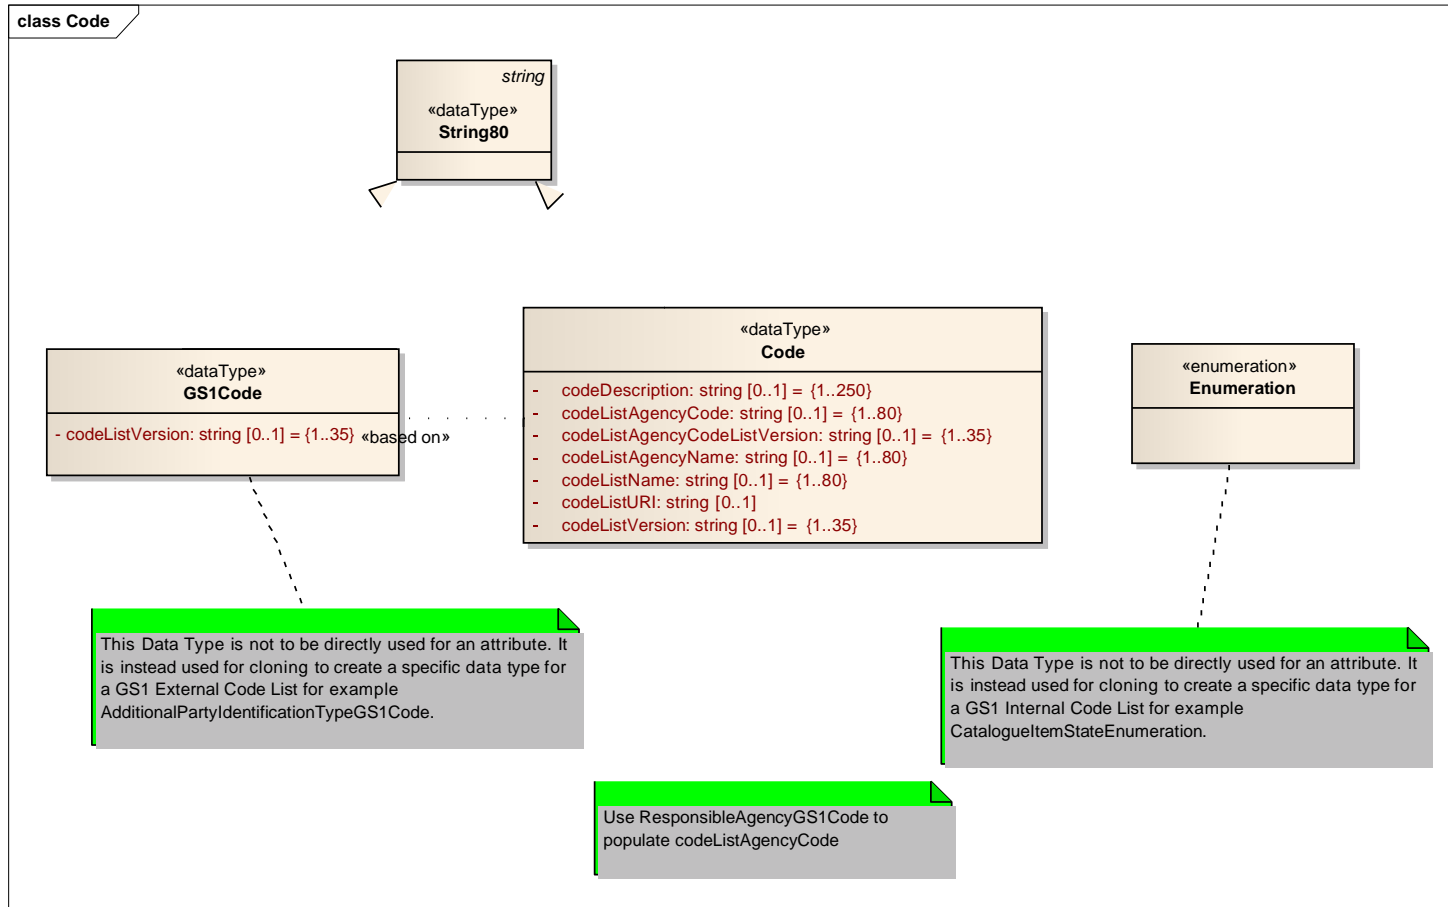 class Code
string
«dataType»
String80
«dataType»
GS1Code
- codeListVersion: string [0..1] = {1..35}
«based on»
«dataType»
Code
- codeDescription: string [0..1] = {1..250}
- codeListAgencyCode: string [0..1] = {1..80}
- codeListAgencyCodeListVersion: string [0..1] = {1..35}
- codeListAgencyName: string [0..1] = {1..80}
- codeListName: string [0..1] = {1..80}
- codeListURI: string [0..1]
- codeListVersion: string [0..1] = {1..35}
«enumeration»
Enumeration
This Data Type is not to be directly used for an attribute. It
is instead used for cloning to create a specific data type for
a GS1 External Code List for example
AdditionalPartyIdentificationTypeGS1Code.
This Data Type is not to be directly used for an attribute. It
is instead used for cloning to create a specific data type for
a GS1 Internal Code List for example
CatalogueItemStateEnumeration.
Use ResponsibleAgencyGS1Code to
populate codeListAgencyCode